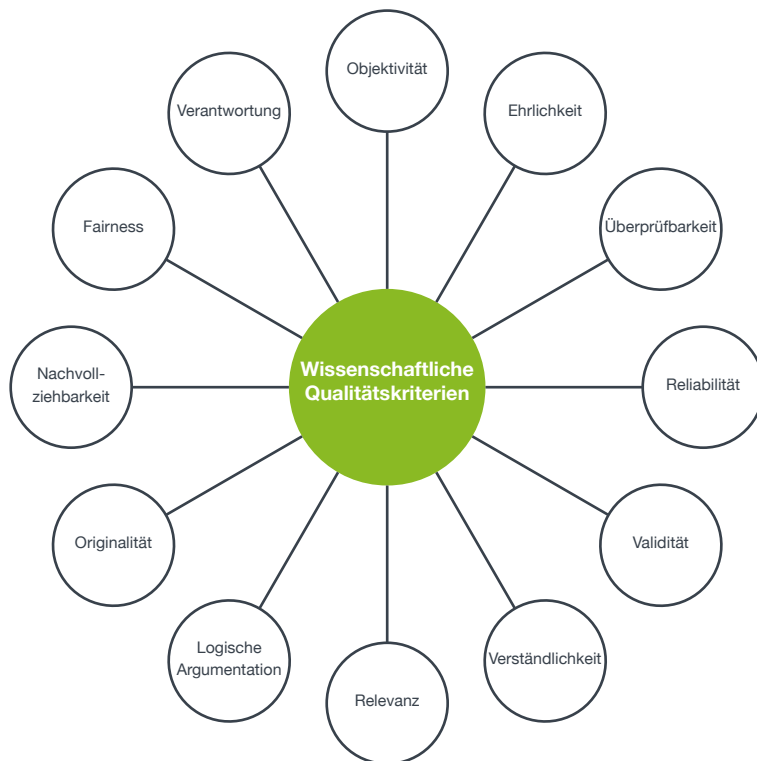 Objektivität
Ehrlichkeit
Überprüfbarkeit
Reliabilität
Validität
Verständlichkeit
Relevanz
Logische
Argumentation
Originalität
Nachvoll-
ziehbarkeit
Fairness
Verantwortung
Wissenschaftliche
Qualitätskriterien